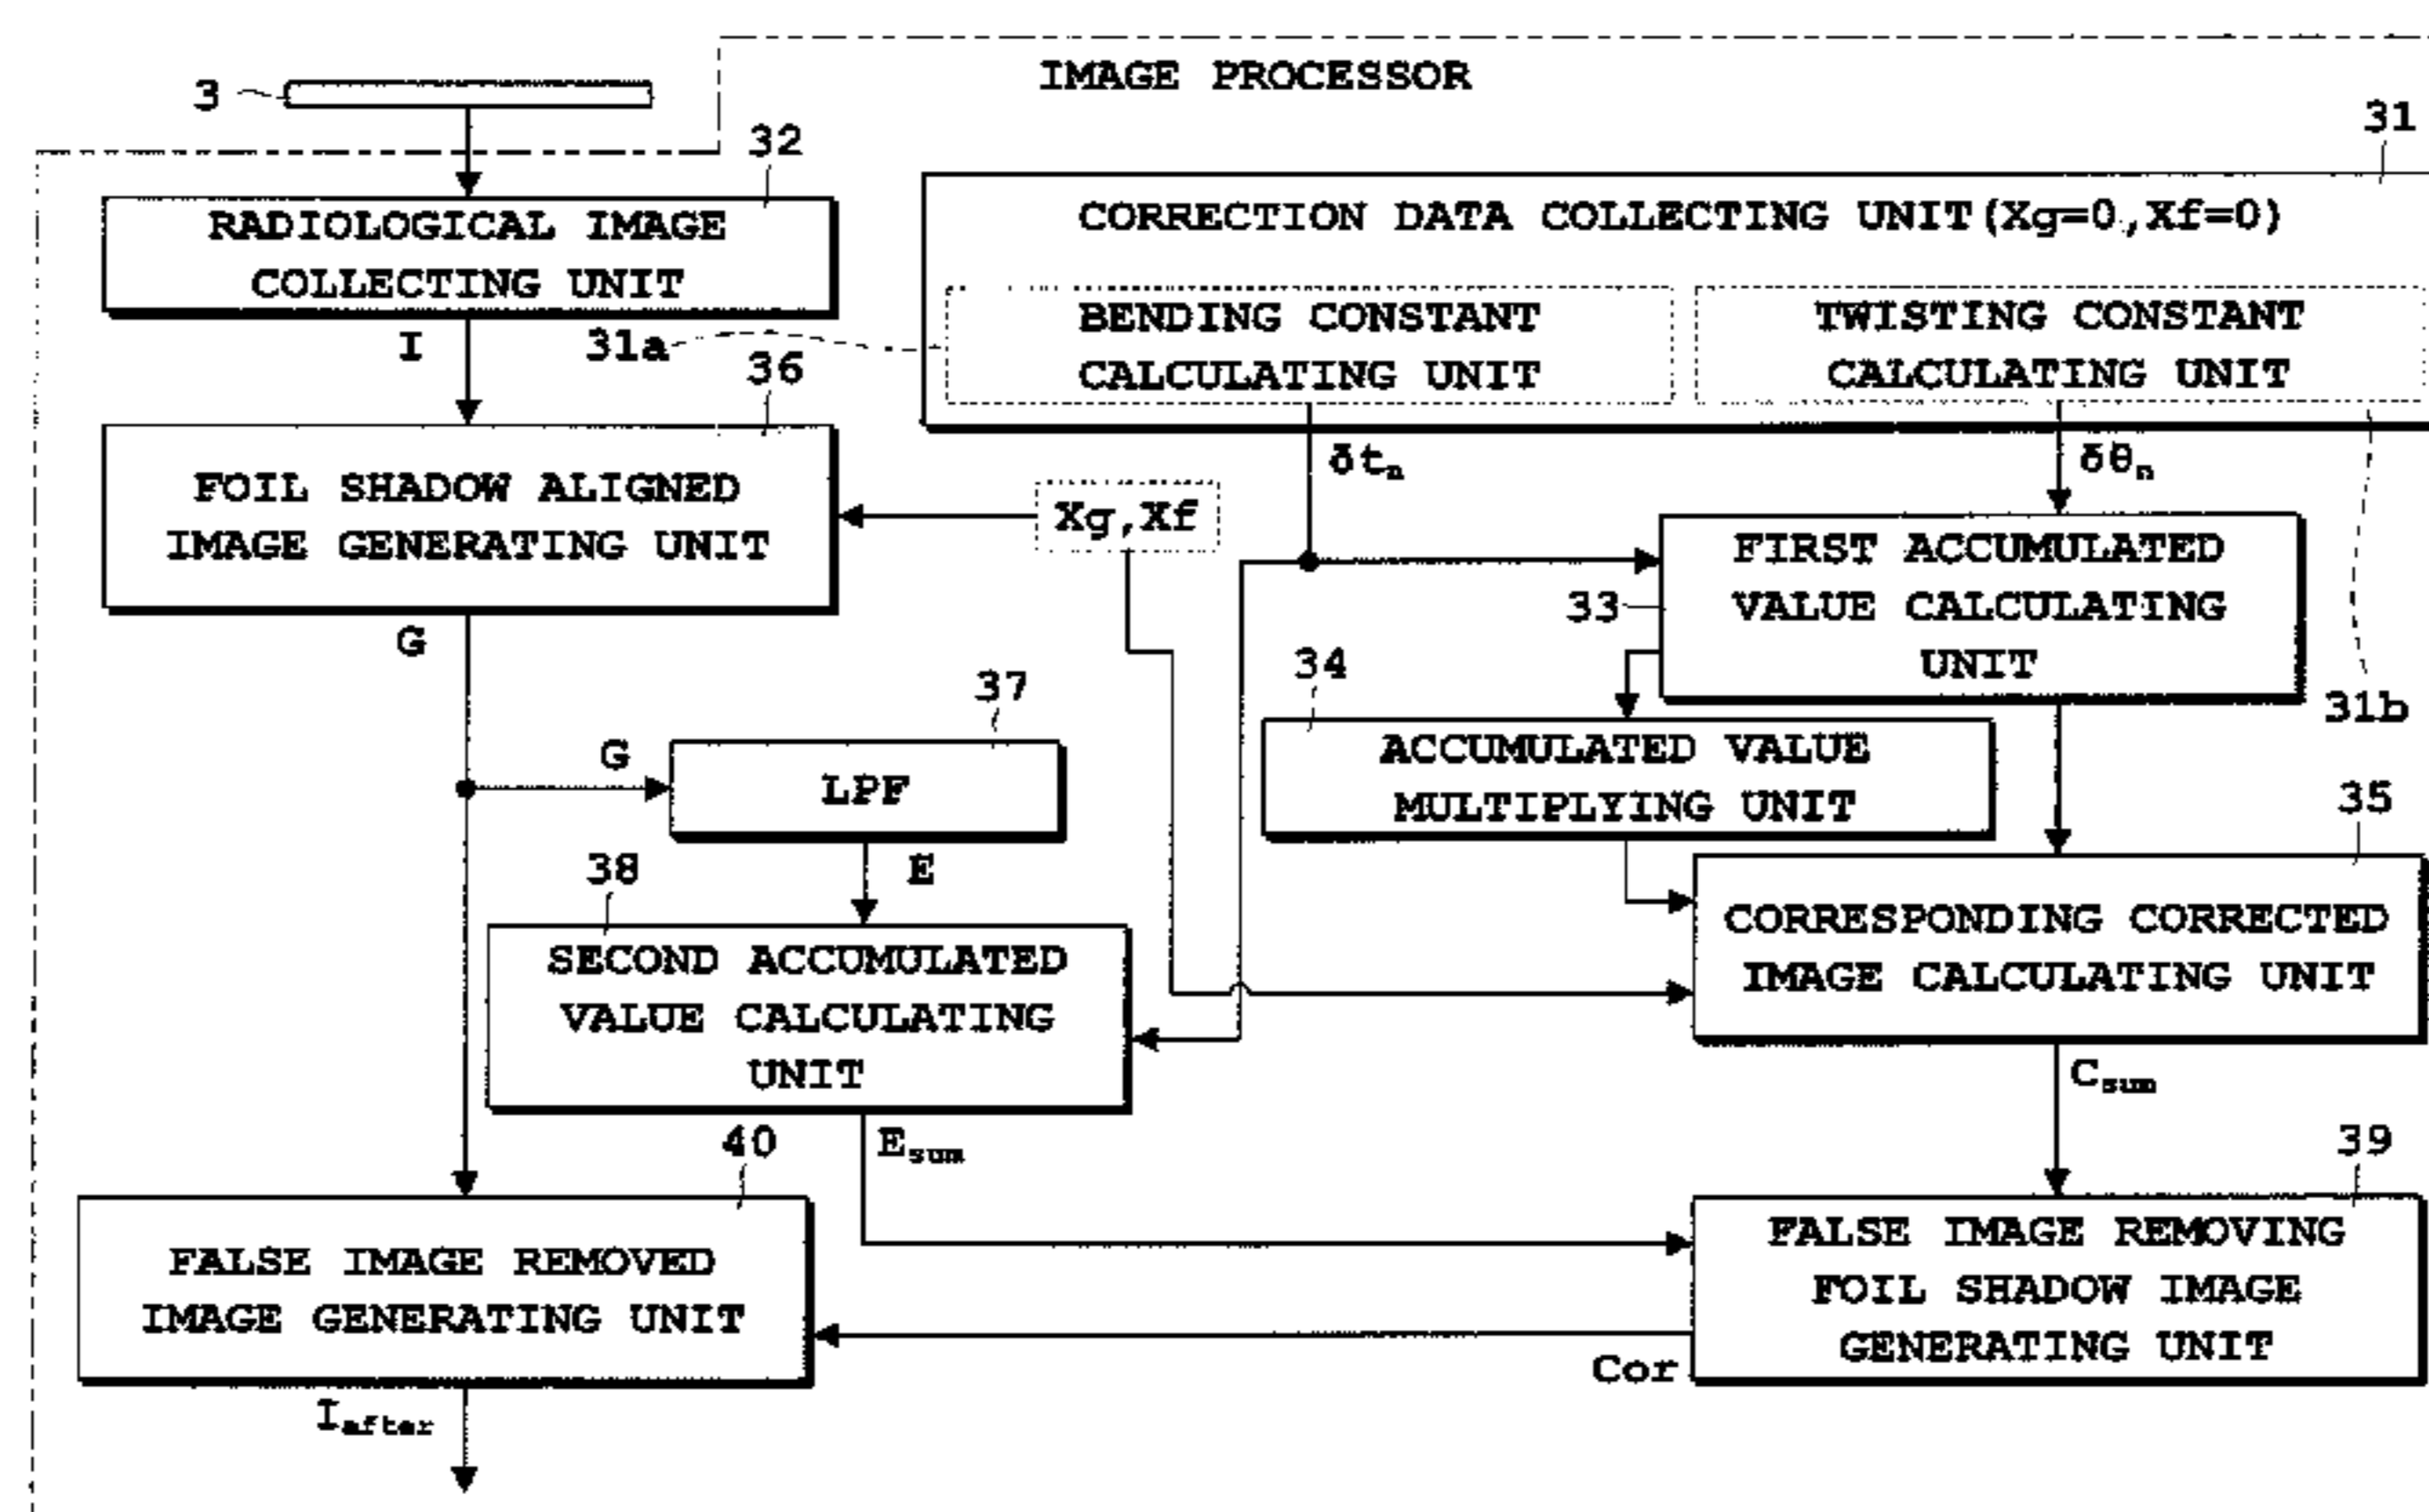 IMAGE PROCESSOR
3
32
31
RADIOLOGICAL IMAGE
COLLECTING UNIT
CORRECTION DATA COLLECTING UNIT(Xg=0,Xf=0)
I
31a
BENDING CONSTANT
CALCULATING UNIT
TWISTING CONSTANT
CALCULATING UNIT
36
δtn
δθn
FOIL SHADOW ALIGNED
IMAGE GENERATING UNIT
Xg,Xf
33
FIRST ACCUMULATED
VALUE CALCULATING
UNIT
31b
G
34
37
G
LPF
ACCUMULATED VALUE
MULTIPLYING UNIT
35
38
E
SECOND ACCUMULATED
VALUE CALCULATING
UNIT
CORRESPONDING CORRECTED
IMAGE CALCULATING UNIT
Csum
40
Esum
39
FALSE IMAGE REMOVED
IMAGE GENERATING UNIT
FALSE IMAGE REMOVING
FOIL SHADOW IMAGE
GENERATING UNIT
Cor
Iafter